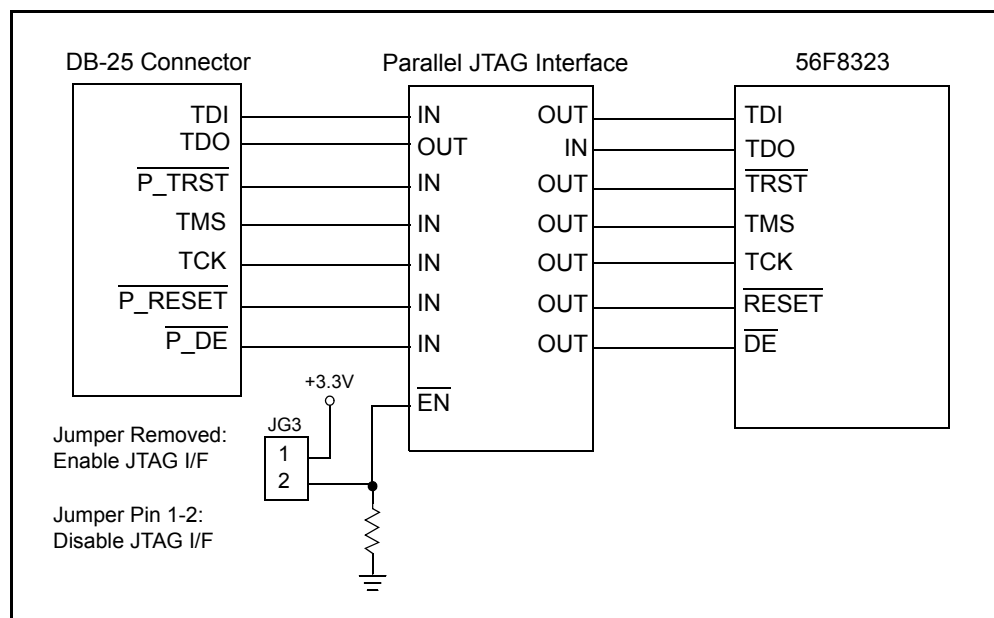 DB-25 Connector Parallel JTAG Interface 56F8323
TDI IN OUT TDI
TDO OUT IN TDO
P_TRST IN OUT TRST
TMS IN OUT TMS
TCK IN OUT TCK
P_RESET IN OUT RESET
P_DE IN OUT DE
+3.3V
EN
JG3
1
2
Jumper Removed:
Enable JTAG I/F
Jumper Pin 1-2:
Disable JTAG I/F